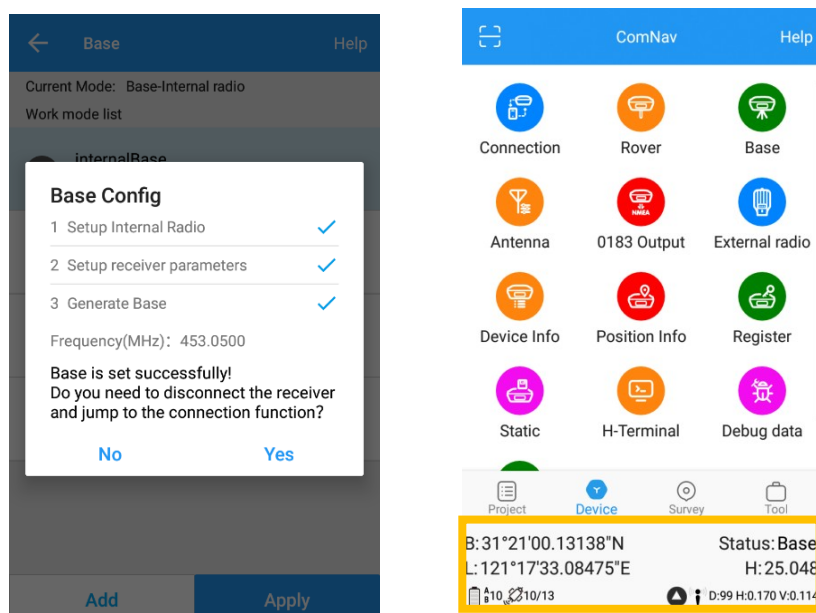 Base Help
Current Mode: Base-Internal radio
Work mode list
internalBase
Base Config
1 Setup Internal Radio
2 Setup receiver parameters
3 Generate Base
Frequency(MHz): 453.0500
Base is set successfully!
Do you need to disconnect the receiver
and jump to the connection function?
No Yes
Add Apply
ComNav Help
Connection Rover Base
NMEA
Antenna 0183 Output External radio
Device Info Position Info Register
Static H-Terminal Debug data
Project Device Survey Tool
B:31°21'00.13138"N Status:Base
L:121°17'33.08475"E H:25.048
A10 B 10/13 D:99 H:0.170 V:0.114